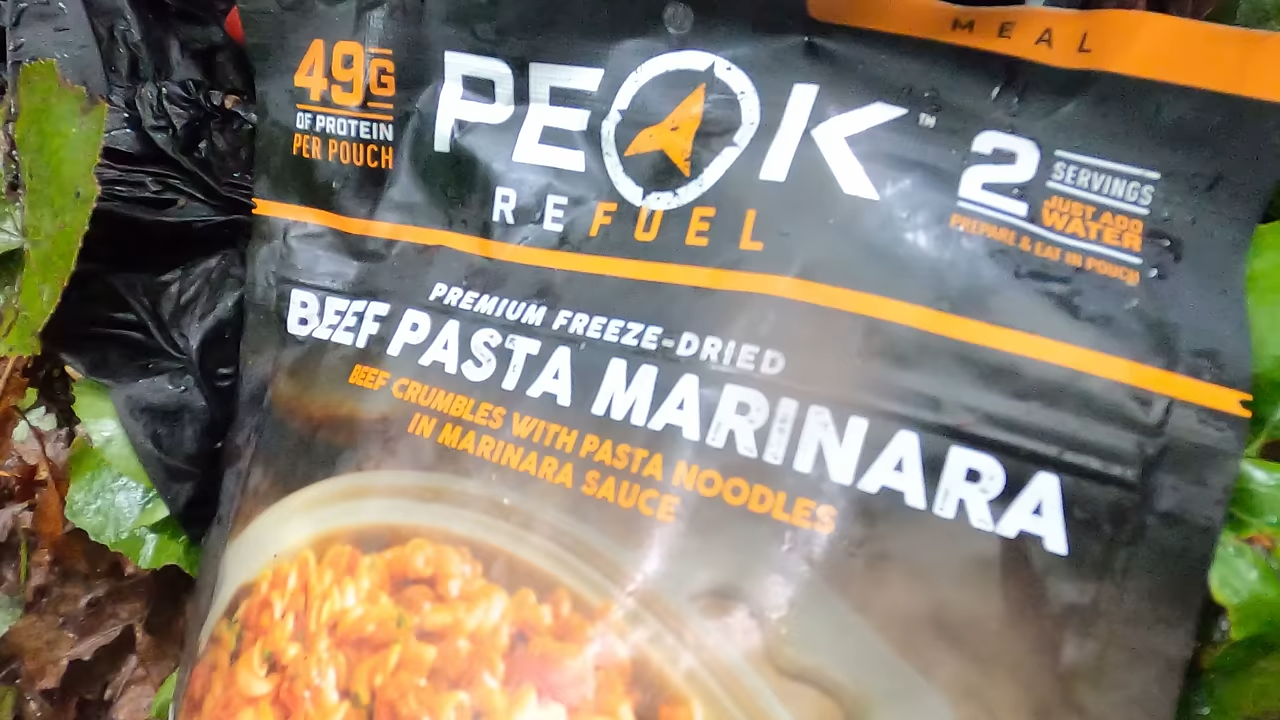 MEAL
49G
OF PROTEIN
PER POUCH
PEAK™
REFUEL
2 SERVINGS
JUST ADD
WATER
PREPARE & EAT IN POUCH
PREMIUM FREEZE-DRIED
BEEF PASTA MARINARA
BEEF CRUMBLES WITH PASTA NOODLES
IN MARINARA SAUCE